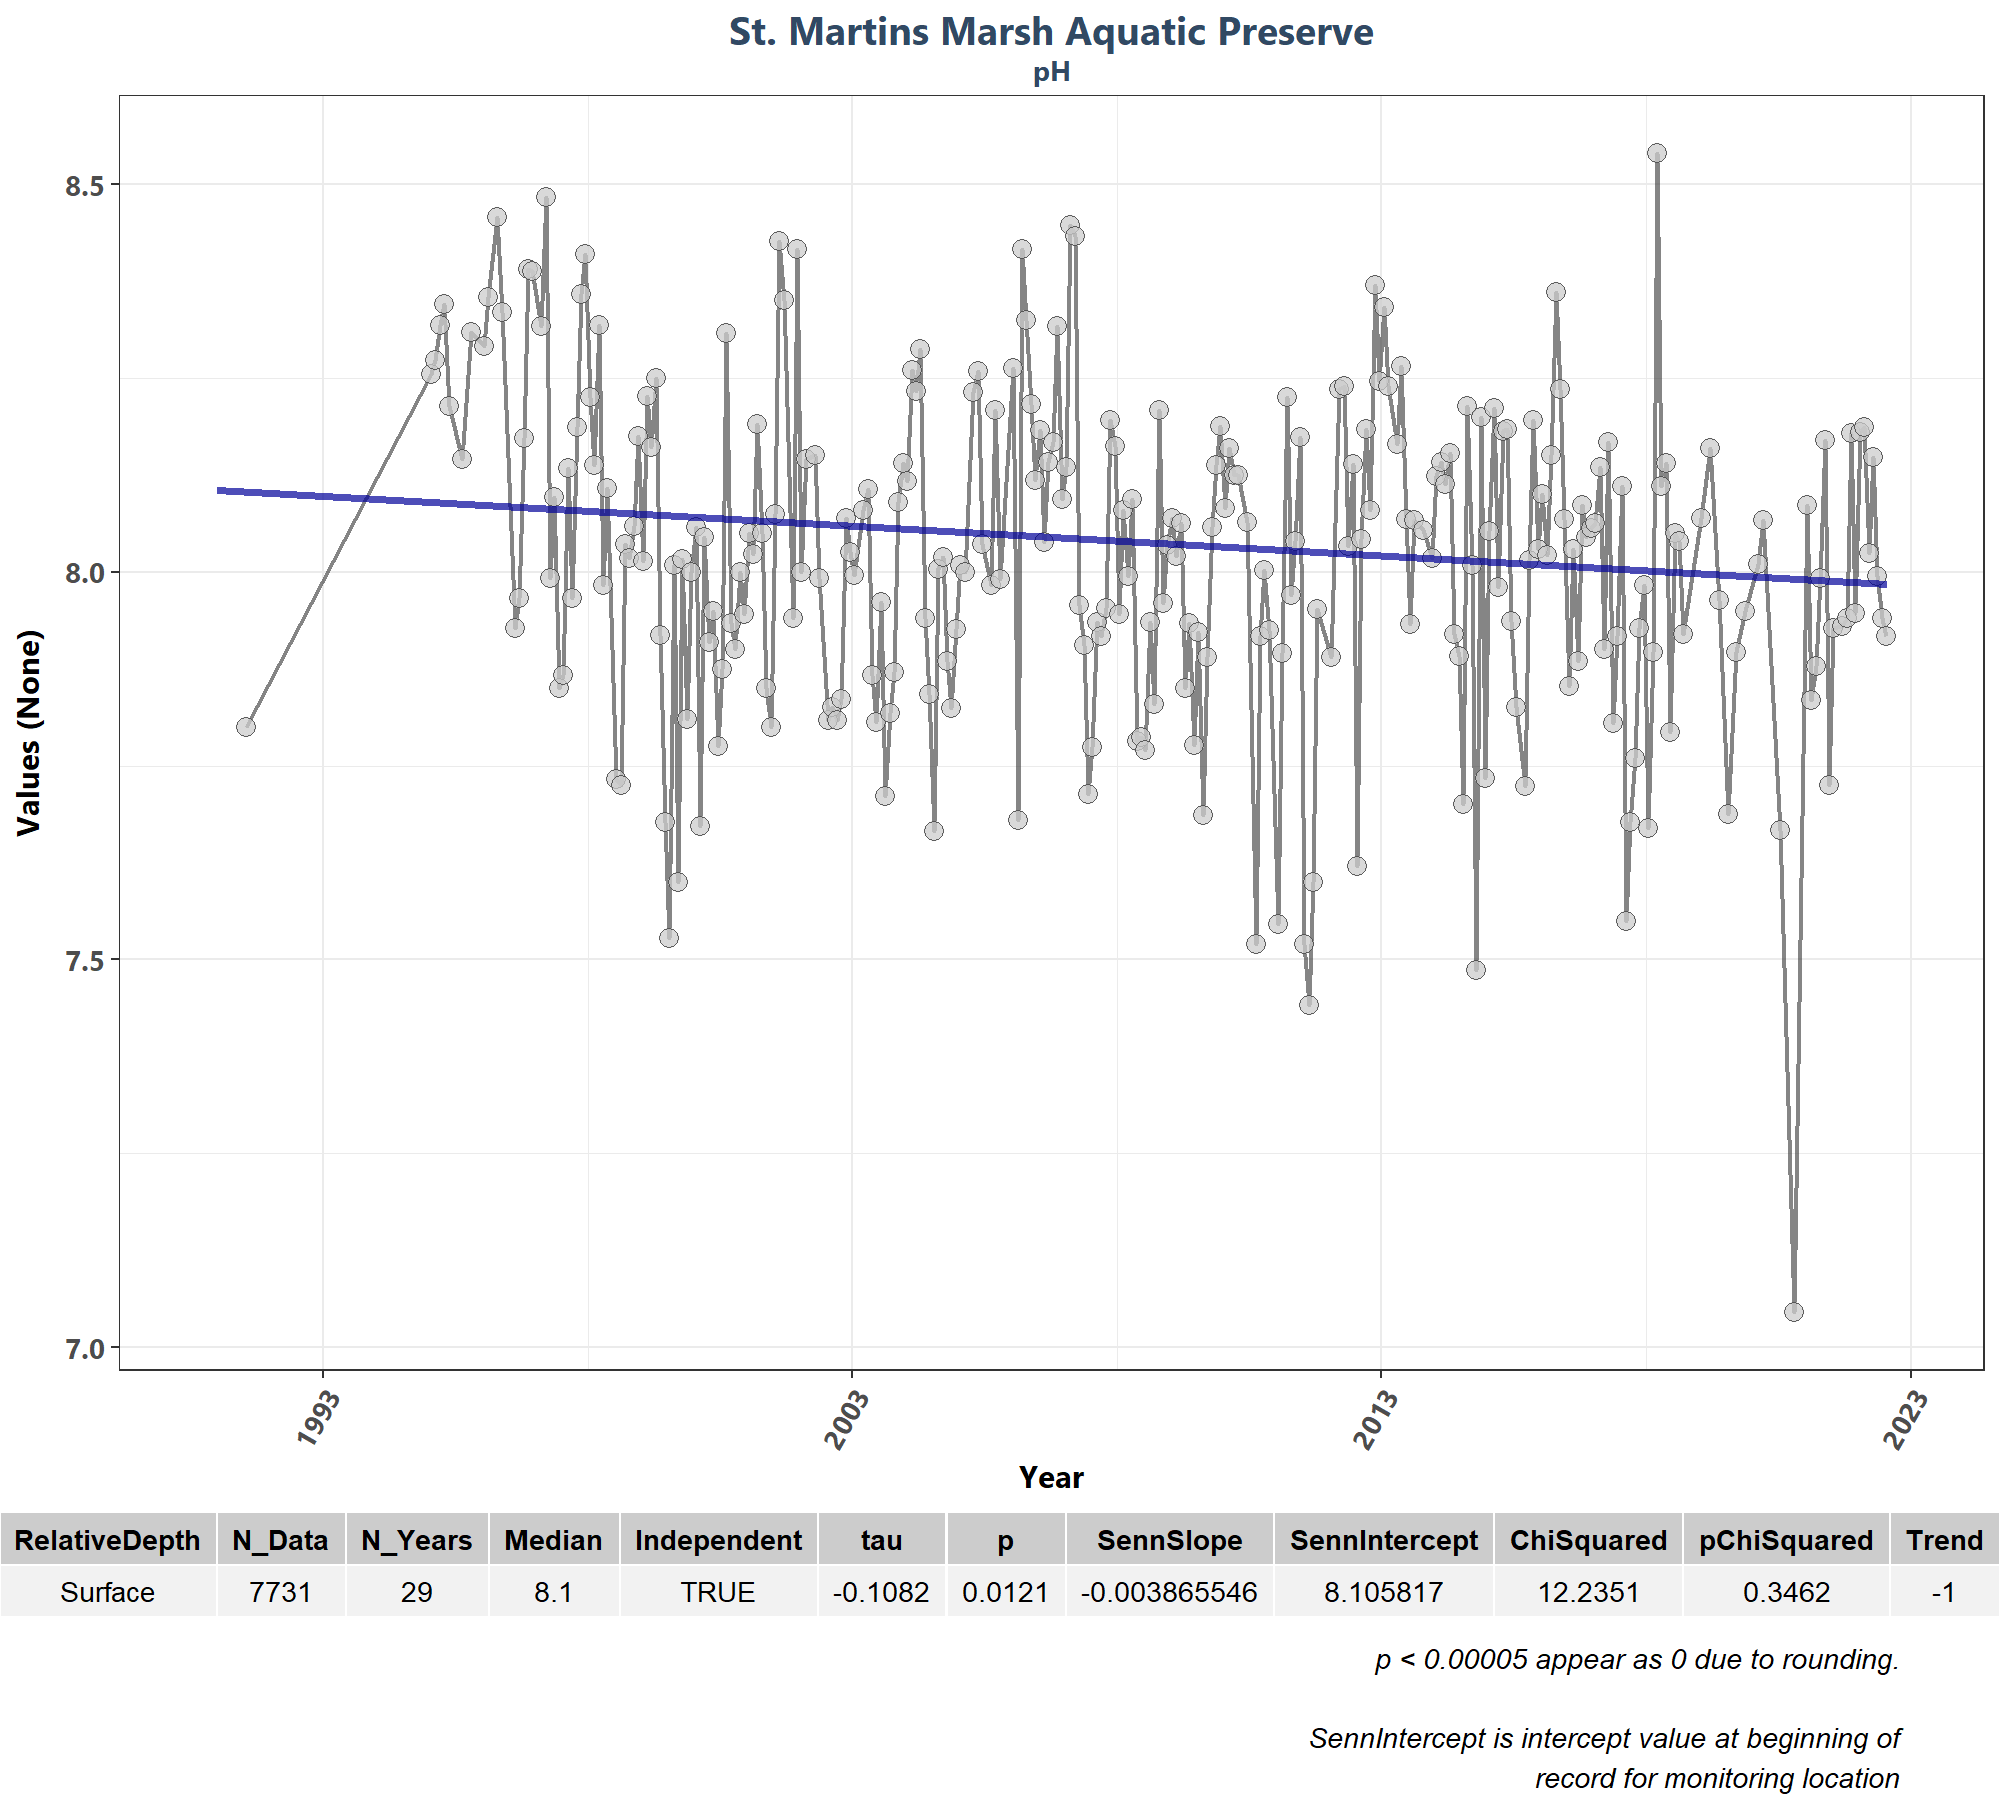 St. Martins Marsh Aquatic Preserve
pH
Values (None)
8.5
8.0
7.5
7.0
1993
2003
2013
2023
Year
RelativeDepth N_Data N_Years Median Independent tau p SennSlope SennIntercept ChiSquared pChiSquared Trend
Surface 7731 29 8.1 TRUE -0.1082 0.0121 -0.003865546 8.105817 12.2351 0.3462 -1
p < 0.00005 appear as 0 due to rounding.
SennIntercept is intercept value at beginning of
record for monitoring location